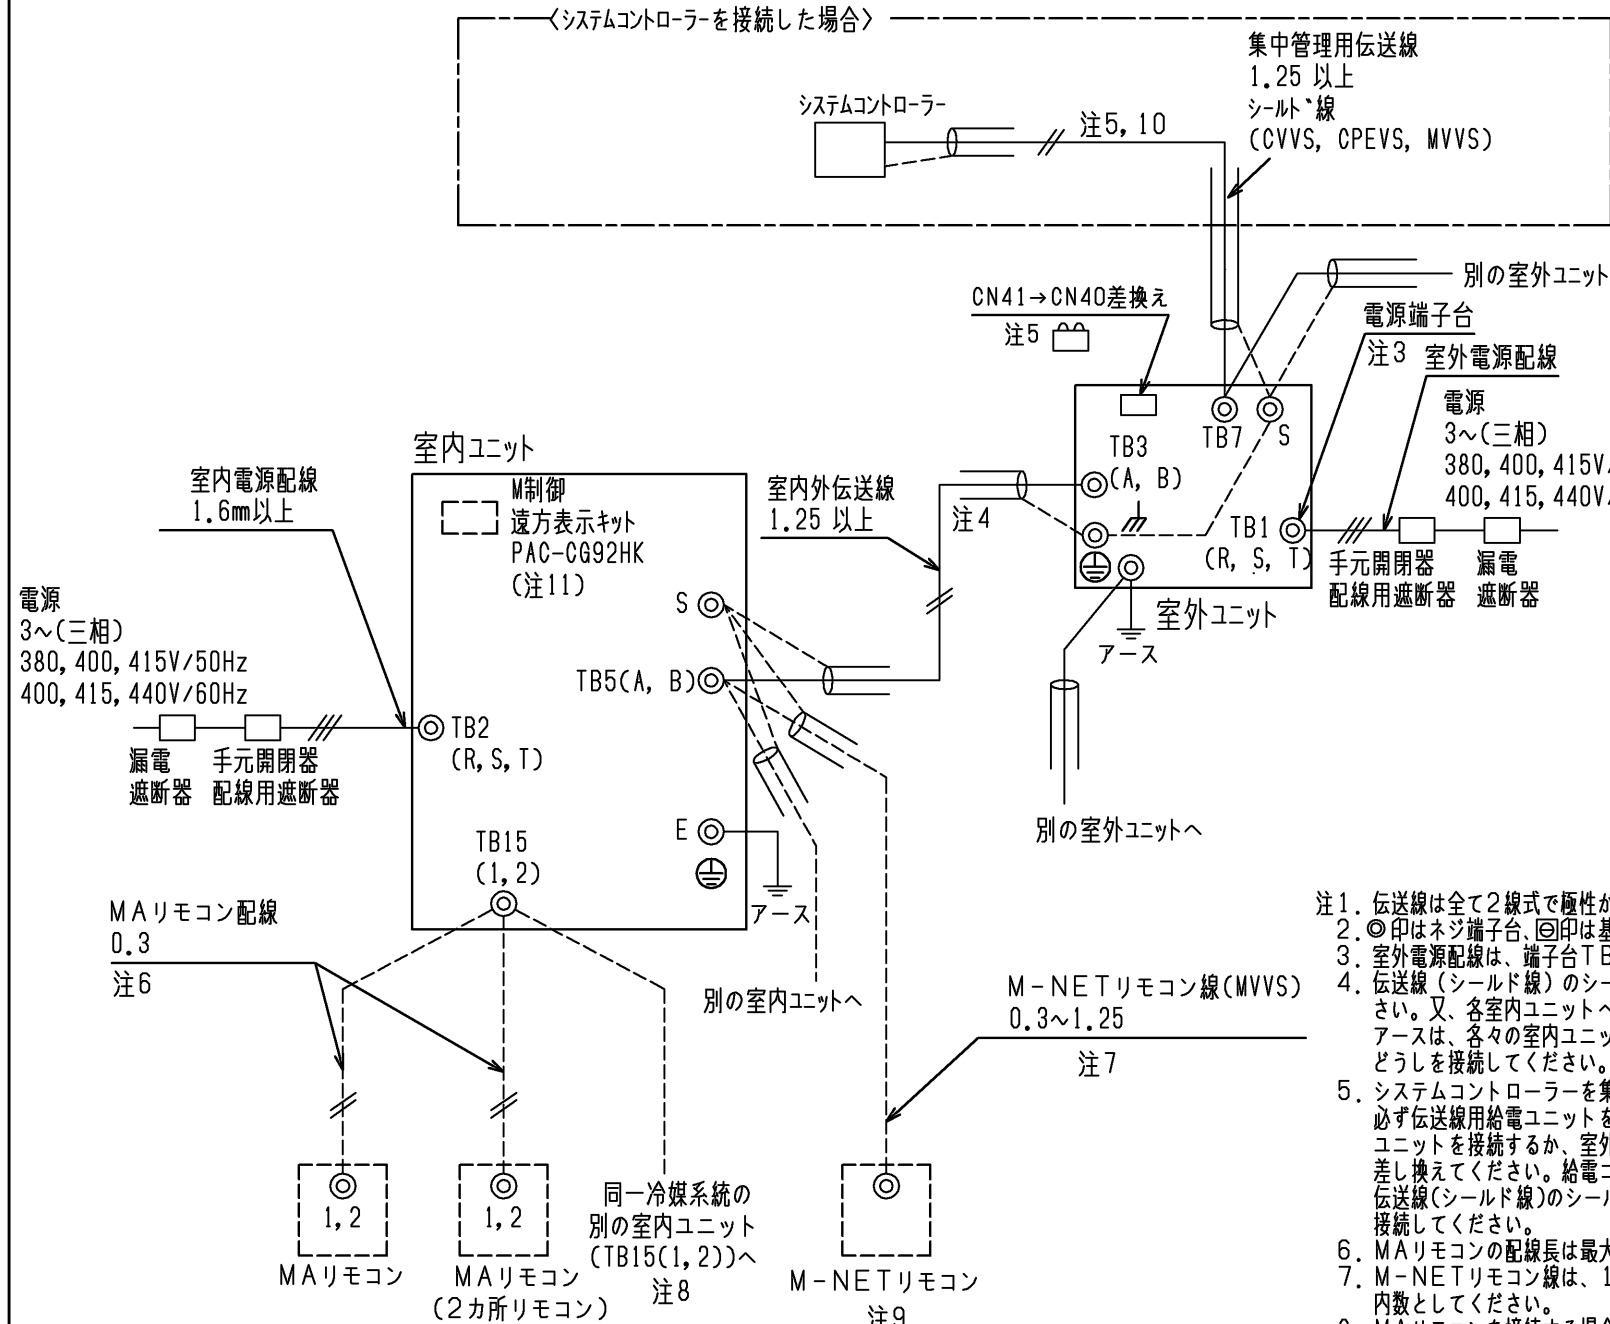 〈システムコントローラーを接続した場合〉
集中管理用伝送線
1.25 以上
シールド線
(CVVS, CPEVS, MVVS)
システムコントローラー
注5, 10
別の室外ユニット
CN41→CN40差換え
注5
電源端子台
注3
室外電源配線
電源
3~(三相)
380, 400, 415V/
400, 415, 440V/
TB3
(A, B)
TB7
S
TB1
(R, S, T)
手元開閉器
配線用遮断器
漏電
遮断器
室外ユニット
アース
別の室外ユニットへ
室内ユニット
M制御
遠方表示キット
PAC-CG92HK
(注11)
室内電源配線
1.6mm以上
室内外伝送線
1.25 以上
注4
電源
3~(三相)
380, 400, 415V/50Hz
400, 415, 440V/60Hz
漏電
遮断器
手元開閉器
配線用遮断器
TB2
(R, S, T)
S
TB5(A, B)
E
アース
TB15
(1, 2)
MAリモコン配線
0.3
注6
別の室内ユニットへ
M-NETリモコン線(MVVS)
0.3~1.25
注7
1, 2
MAリモコン
1, 2
MAリモコン
(2カ所リモコン)
同一冷媒系統の
別の室内ユニット
(TB15(1, 2))へ
注8
M-NETリモコン
注9
注1. 伝送線は全て2線式で極性か
2. ◎印はネジ端子台、回印は基
3. 室外電源配線は、端子台TB
4. 伝送線(シールド線)のシー
さい。又、各室内ユニットへ
アースは、各々の室内ユニッ
どうしを接続してください。
5. システムコントローラーを集
必ず伝送線用給電ユニットを
ユニットを接続するか、室外
差し換えてください。給電ユ
伝送線(シールド線)のシール
接続してください。
6. MAリモコンの配線長は最大
7. M-NETリモコン線は、1
内数としてください。